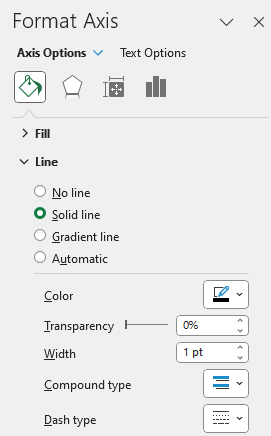 Format Axis
Axis Options Text Options
Fill
Line
No line
Solid line
Gradient line
Automatic
Color
Transparency 0%
Width 1 pt
Compound type
Dash type